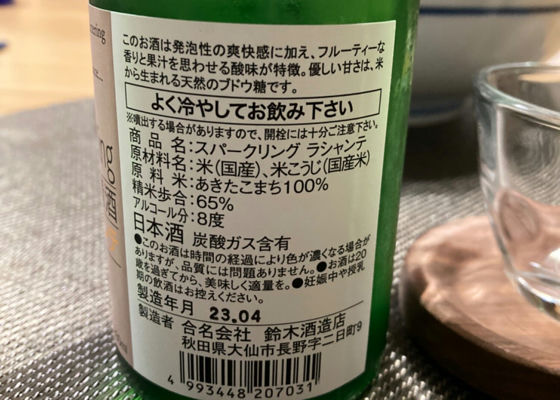 このお酒は発泡性の爽快感に加え、フルーティーな
香りと果汁を思わせる酸味が特徴。優しい甘さは、米
から生まれる天然のブドウ糖です。
よく冷やしてお飲み下さい
※噴出する場合がありますので、開栓には十分ご注意下さい。
商品名:スパークリング ラシャンテ
原材料名:米(国産)、米こうじ(国産米)
原料米:あきたこまち100%
精米歩合:65%
アルコール分:8度
日本酒 炭酸ガス含有
●このお酒は時間の経過により色が濃くなる場合が
ありますが、品質には問題ありません。●お酒は20
歳を過ぎてから、美味しく適量を。●妊娠中や授乳
期の飲酒はお控えください。
製造年月 23.04
製造者 合名会社 鈴木酒造店
秋田県大仙市長野字二日町9
4 993448 207031